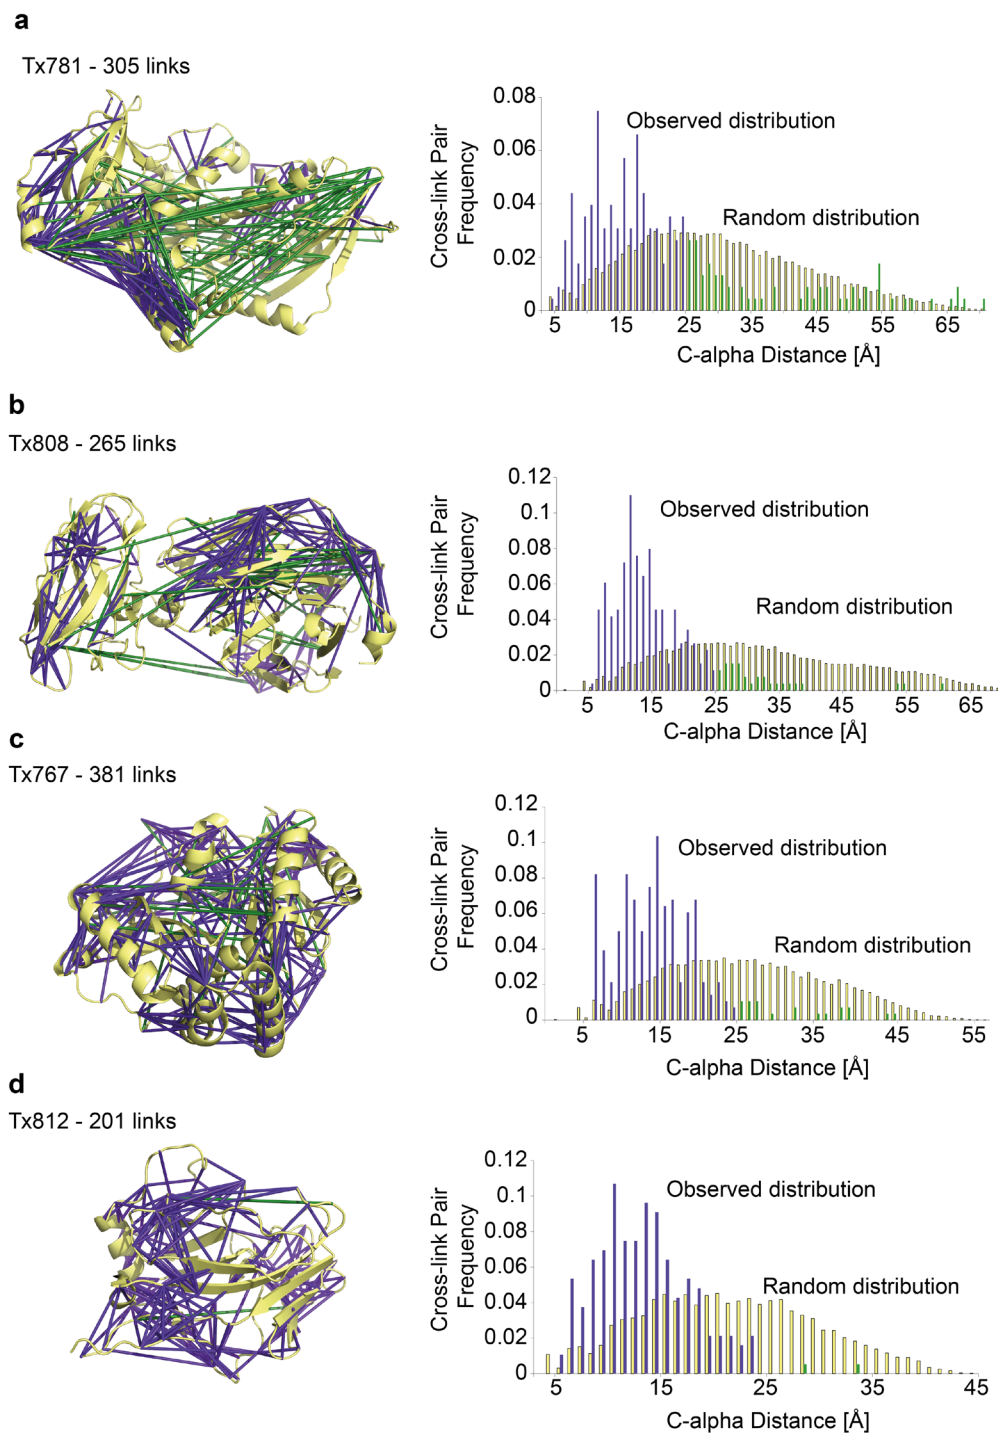 a
Tx781 - 305 links
0.08
0.06
0.04
0.02
0
Cross-link Pair
Frequency
Observed distribution
Random distribution
5 15 25 35 45 55 65
C-alpha Distance [Å]
b
Tx808 - 265 links
0.12
0.1
0.08
0.06
0.04
0.02
0
Cross-link Pair
Frequency
Observed distribution
Random distribution
5 15 25 35 45 55 65
C-alpha Distance [Å]
c
Tx767 - 381 links
0.12
0.1
0.08
0.06
0.04
0.02
0
Cross-link Pair
Frequency
Observed distribution
Random distribution
5 15 25 35 45 55
C-alpha Distance [Å]
d
Tx812 - 201 links
0.12
0.1
0.08
0.06
0.04
0.02
0
Cross-link Pair
Frequency
Observed distribution
Random distribution
5 15 25 35 45
C-alpha Distance [Å]